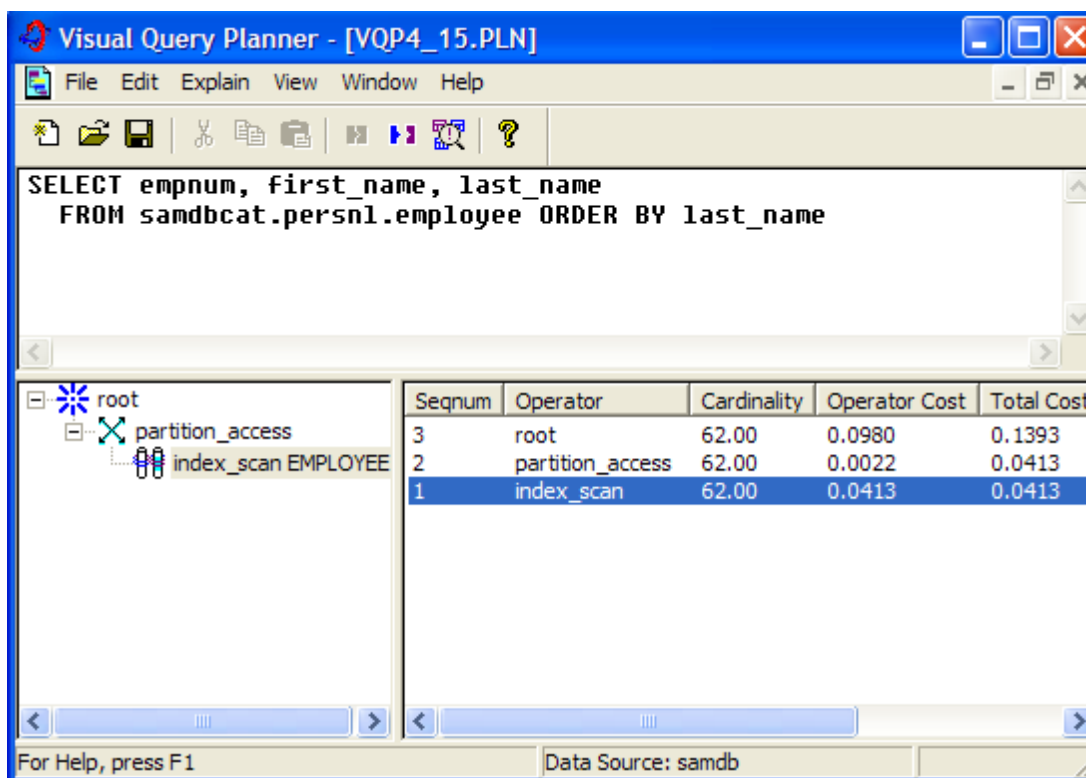 Visual Query Planner - [VQP4_15.PLN]
File Edit Explain View Window Help
SELECT empnum, first_name, last_name
FROM samdbcat.persnl.employee ORDER BY last_name
root
partition_access
index_scan EMPLOYEE
Seqnum Operator Cardinality Operator Cost Total Cost
3 root 62.00 0.0980 0.1393
2 partition_access 62.00 0.0022 0.0413
1 index_scan 62.00 0.0413 0.0413
For Help, press F1 Data Source: samdb